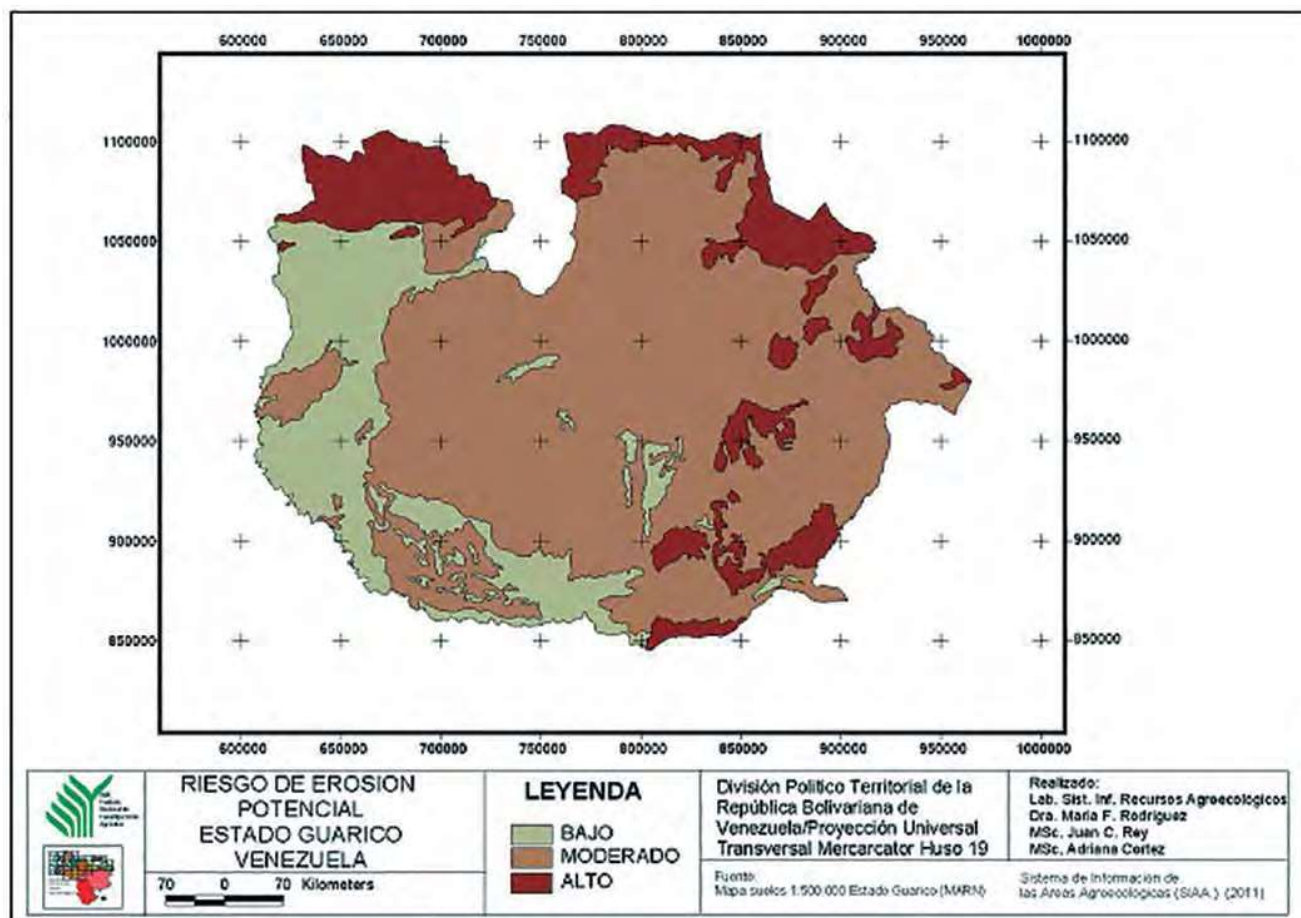 600000 650000 700000 750000 800000 850000 900000 950000 1000000
1100000 1100000
1050000 1050000
1000000 1000000
950000 950000
900000 900000
850000 850000
600000 650000 700000 750000 800000 850000 900000 950000 1000000
RIESGO DE EROSION
POTENCIAL
ESTADO GUARICO
VENEZUELA
70 0 70 Kilometers
LEYENDA
BAJO
MODERADO
ALTO
División Politico Territorial de la
República Bolivariana de
Venezuela/Proyección Universal
Transversal Mercarcator Huso 19
Fuente:
Mapa suelos 1:500.000 Estado Guarico (MARN)
Realizado:
Lab. Sist. Inf. Recursos Agroecológicos
Dra. Maria F. Rodriguez
MSc. Juan C. Rey
MSc. Adriana Cortez
Sistema de Información de
las Areas Agroecológicas (SIAA.) (2011)